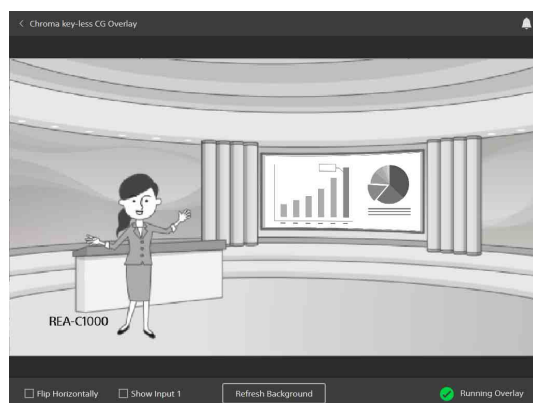 < Chroma key-less CG Overlay
REA-C1000
Flip Horizontally
Show Input 1
Refresh Background
Running Overlay